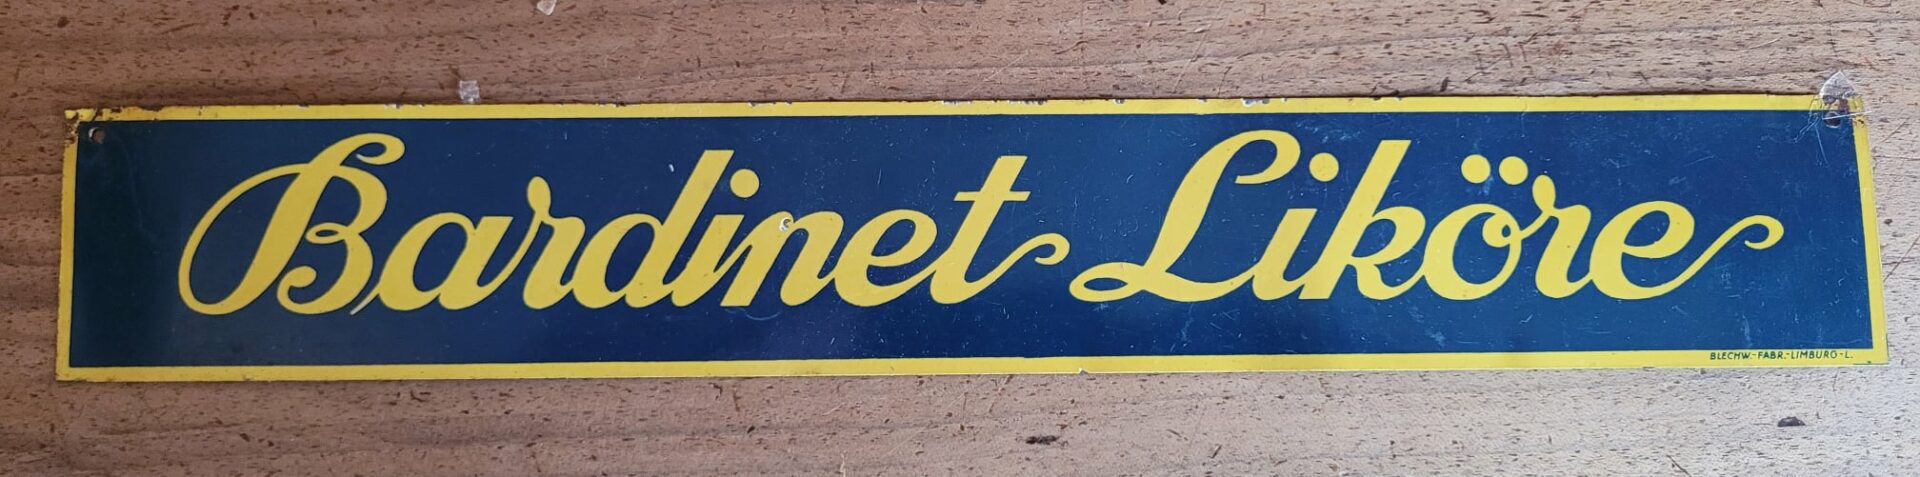 Bardinet Liköre
BLECHW.-FABR.-LIMBURG-L.